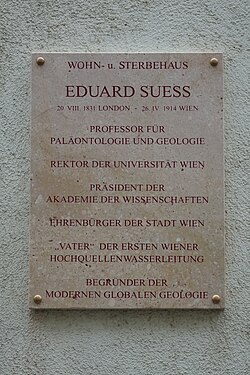 WOHN- u. STERBEHAUS
EDUARD SUESS
20. VIII. 1831 LONDON - 26. IV. 1914 WIEN
PROFESSOR FÜR
PALÄONTOLOGIE UND GEOLOGIE
REKTOR DER UNIVERSITÄT WIEN
PRÄSIDENT DER
AKADEMIE DER WISSENSCHAFTEN
EHRENBÜRGER DER STADT WIEN
„VATER" DER ERSTEN WIENER
HOCHQUELLENWASSERLEITUNG
BEGRÜNDER DER
MODERNEN GLOBALEN GEOLOGIE